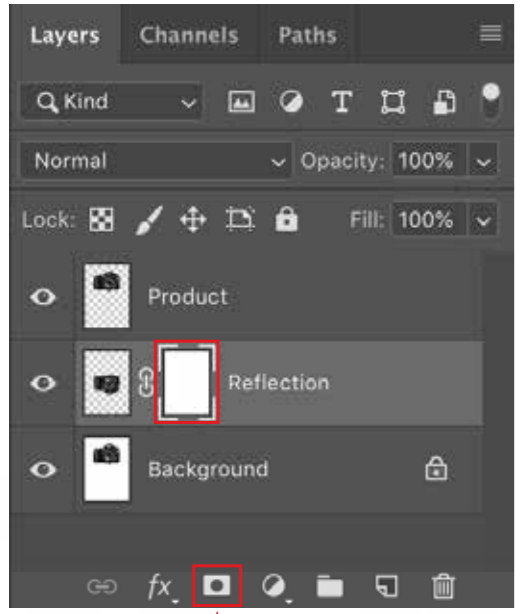 Layers Channels Paths
Kind T
Normal Opacity: 100%
Lock: Fill: 100%
Product
Reflection
Background
fx